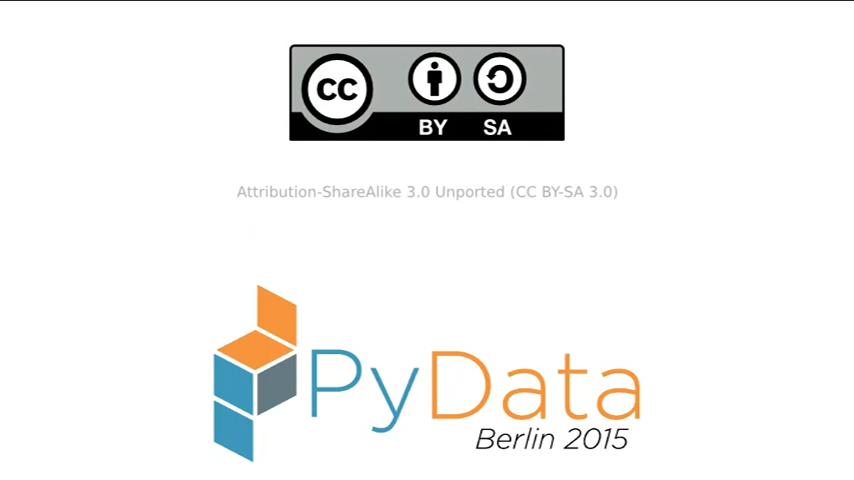 CC
BY SA
Attribution-ShareAlike 3.0 Unported (CC BY-SA 3.0)
PyData
Berlin 2015